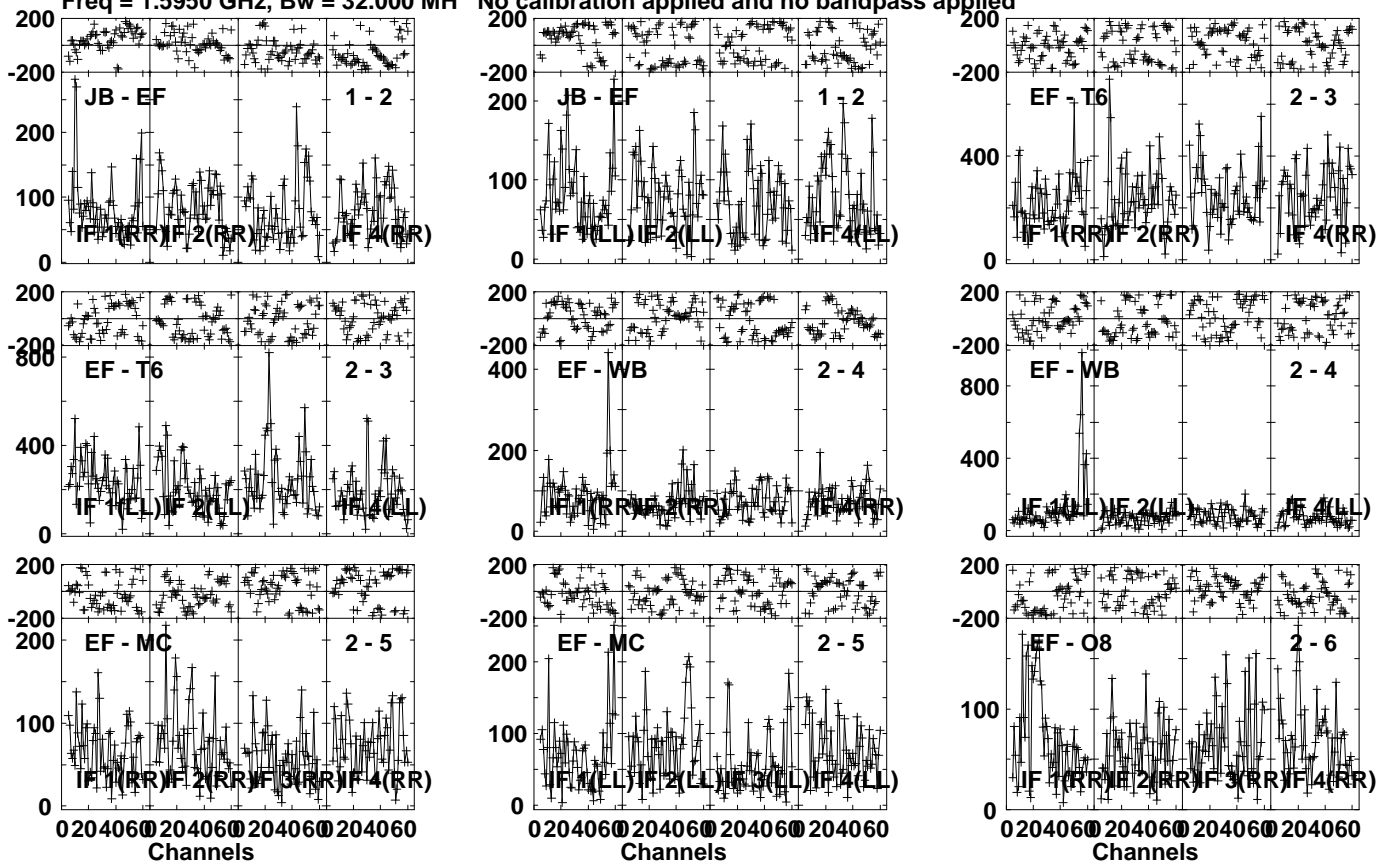 Freq = 1.5950 GHz, Bw = 32.000 MH No calibration applied and no bandpass applied
200
-200
JB - EF 1 - 2
200
100
0
IF 1(RR) IF 2(RR) IF 4(RR)
200
-200
JB - EF 1 - 2
200
100
0
IF 1(LL) IF 2(LL) IF 4(LL)
200
-200
EF - T6 2 - 3
400
0
IF 1(RR) IF 2(RR) IF 4(RR)
200
-200
800
EF - T6 2 - 3
400
0
IF 1(LL) IF 2(LL) IF 4(LL)
200
-200
EF - WB 2 - 4
400
200
0
IF 1(RR) IF 2(RR) IF 4(RR)
200
-200
EF - WB 2 - 4
800
400
0
IF 1(LL) IF 2(LL) IF 4(LL)
200
-200
EF - MC 2 - 5
200
100
0
IF 1(RR) IF 2(RR) IF 3(RR) IF 4(RR)
0 20 40 60 0 20 40 60 0 20 40 60 0 20 40 60
Channels
200
-200
EF - MC 2 - 5
200
100
0
IF 1(LL) IF 2(LL) IF 3(LL) IF 4(LL)
0 20 40 60 0 20 40 60 0 20 40 60 0 20 40 60
Channels
200
-200
EF - O8 2 - 6
100
0
IF 1(RR) IF 2(RR) IF 3(RR) IF 4(RR)
0 20 40 60 0 20 40 60 0 20 40 60 0 20 40 60
Channels